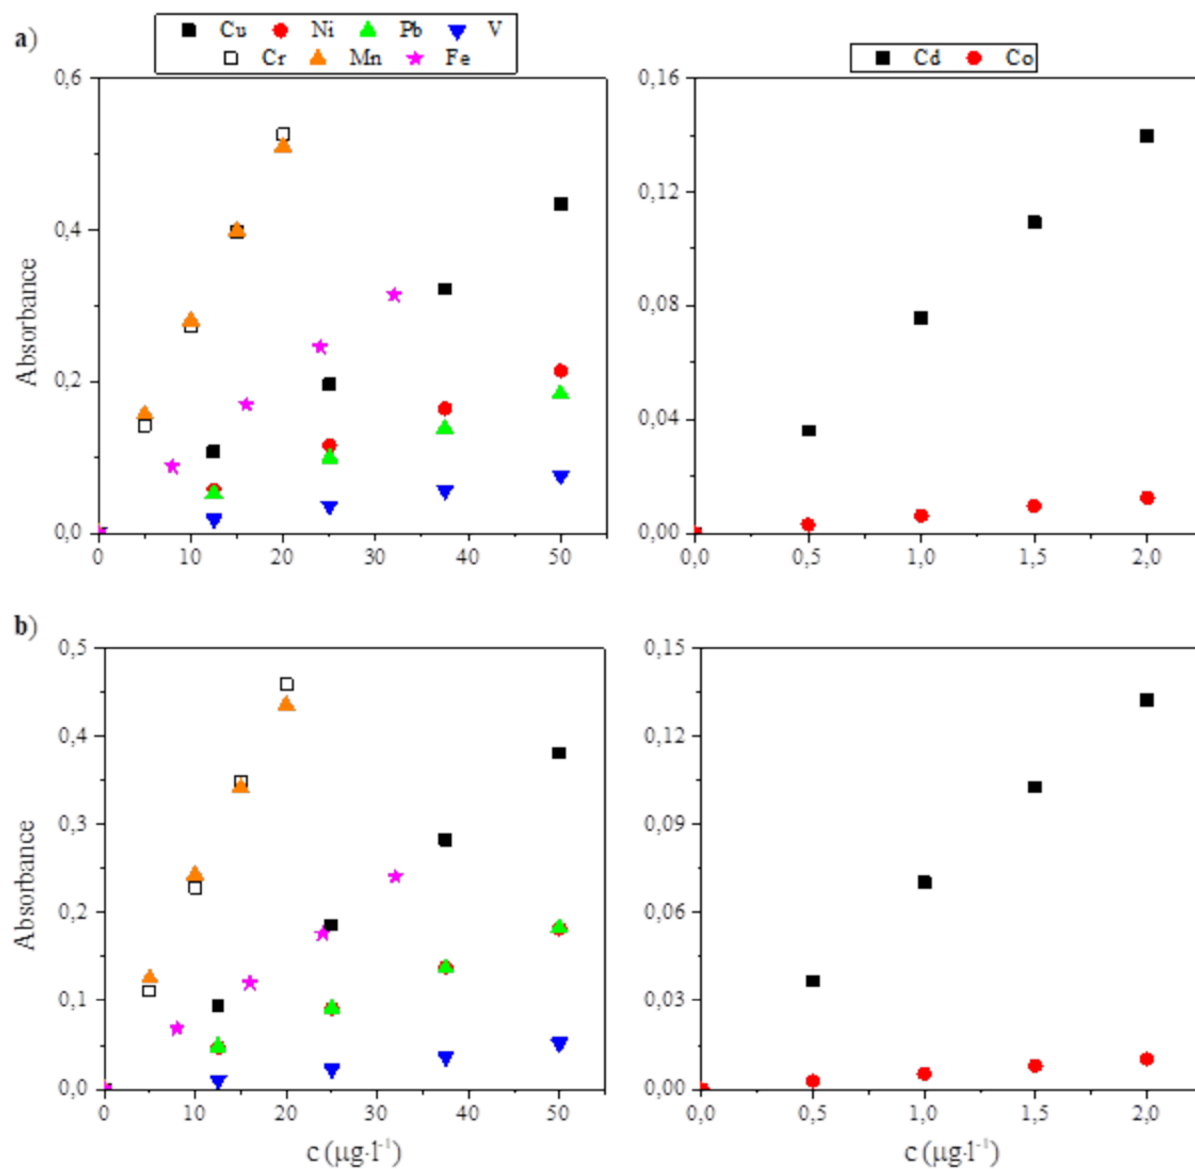 a)
Cu Ni Pb V
Cr Mn Fe
Cd Co
0,6
0,4
0,2
0,0
Absorbance
0 10 20 30 40 50
0,16
0,12
0,08
0,04
0,00
0,0 0,5 1,0 1,5 2,0
b)
0,5
0,4
0,3
0,2
0,1
0,0
Absorbance
0 10 20 30 40 50
c (μg·l⁻¹)
0,15
0,12
0,09
0,06
0,03
0,00
0,0 0,5 1,0 1,5 2,0
c (μg·l⁻¹)